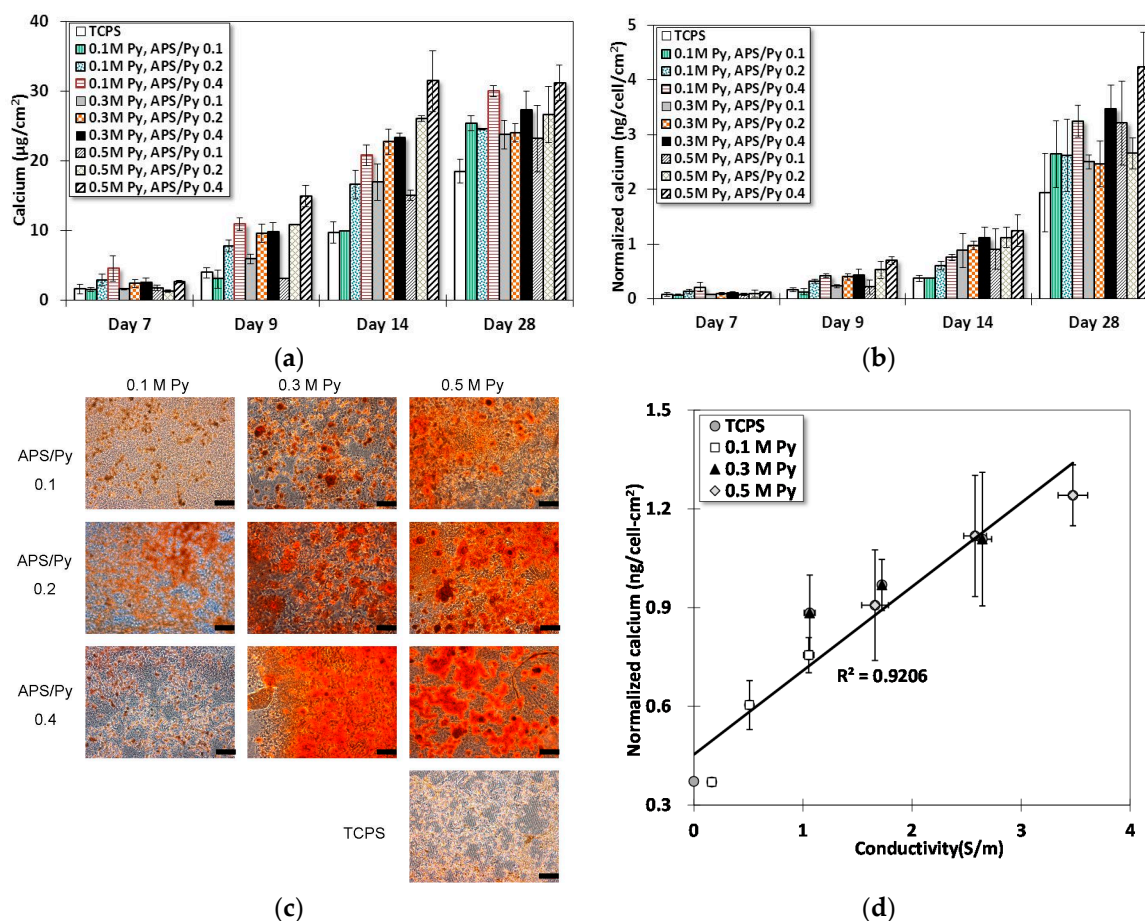 40
30
20
10
0
Calcium (µg/cm²)
TCPS
0.1M Py, APS/Py 0.1
0.1M Py, APS/Py 0.2
0.1M Py, APS/Py 0.4
0.3M Py, APS/Py 0.1
0.3M Py, APS/Py 0.2
0.3M Py, APS/Py 0.4
0.5M Py, APS/Py 0.1
0.5M Py, APS/Py 0.2
0.5M Py, APS/Py 0.4
Day 7 Day 9 Day 14 Day 28
(a)
5
4
3
2
1
0
Normalized calcium (ng/cell/cm²)
TCPS
0.1M Py, APS/Py 0.1
0.1M Py, APS/Py 0.2
0.1M Py, APS/Py 0.4
0.3M Py, APS/Py 0.1
0.3M Py, APS/Py 0.2
0.3M Py, APS/Py 0.4
0.5M Py, APS/Py 0.1
0.5M Py, APS/Py 0.2
0.5M Py, APS/Py 0.4
Day 7 Day 9 Day 14 Day 28
(b)
0.1 M Py 0.3 M Py 0.5 M Py
APS/Py
0.1
APS/Py
0.2
APS/Py
0.4
TCPS
(c)
1.5
1.2
0.9
0.6
0.3
Normalized calcium (ng/cell-cm²)
TCPS
0.1 M Py
0.3 M Py
0.5 M Py
R² = 0.9206
0 1 2 3 4
Conductivity(S/m)
(d)